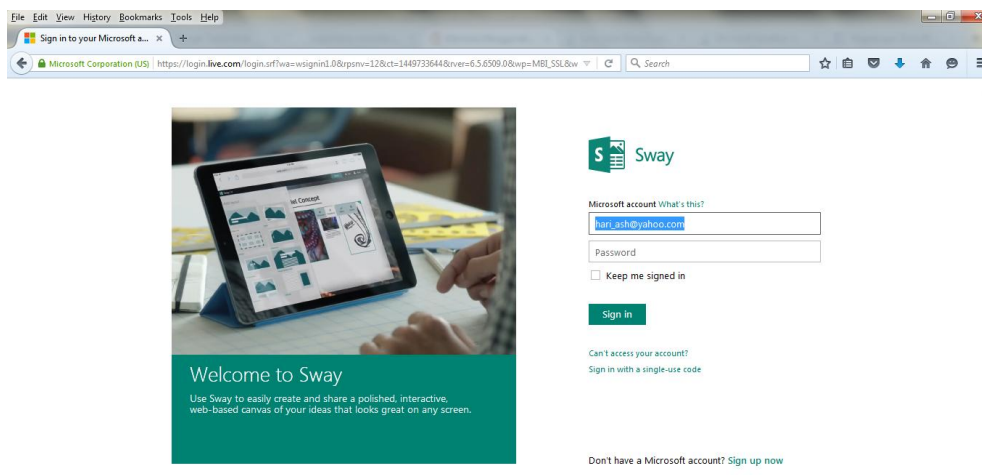 File Edit View History Bookmarks Tools Help
Sign in to your Microsoft a...
Microsoft Corporation (US) https://login.live.com/login.srf?wa=wsignin1.0&rpsnv=12&ct=1449733644&rver=6.5.6509.0&wp=MBI_SSL&w Search
S Sway
Microsoft account What's this?
hari_ash@yahoo.com
Password
Keep me signed in
Sign in
Can't access your account?
Sign in with a single-use code
Welcome to Sway
Use Sway to easily create and share a polished, interactive,
web-based canvas of your ideas that looks great on any screen.
Don't have a Microsoft account? Sign up now